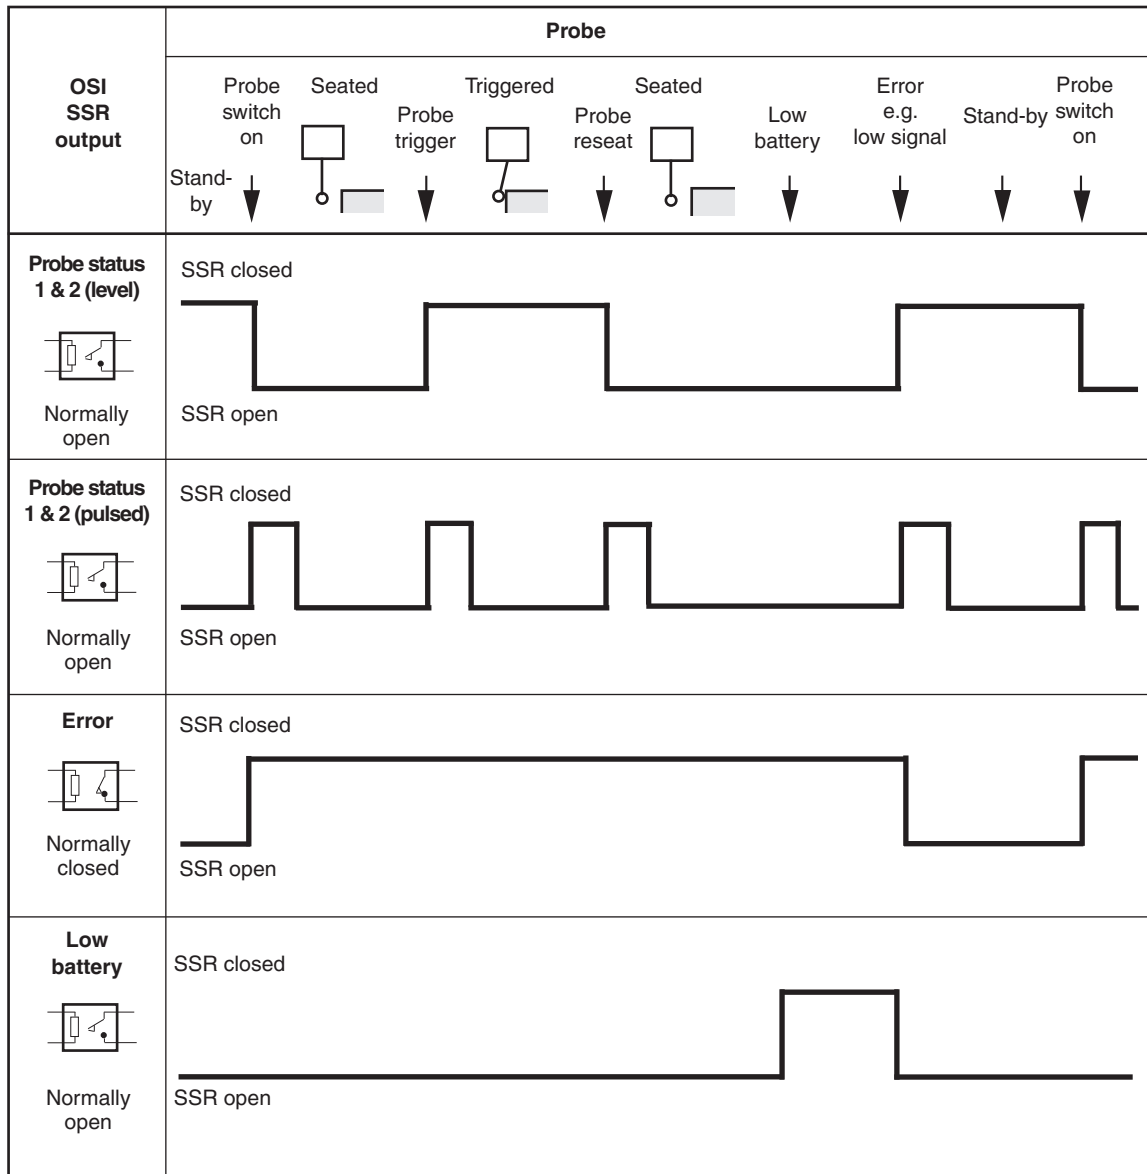 Probe
OSI
SSR
output
Stand-
by
Probe
switch
on
Seated
Probe
trigger
Triggered
Probe
reseat
Seated
Low
battery
Error
e.g.
low signal
Stand-by
Probe
switch
on
Probe status
1 & 2 (level)
Normally
open
SSR closed
SSR open
Probe status
1 & 2 (pulsed)
Normally
open
SSR closed
SSR open
Error
Normally
closed
SSR closed
SSR open
Low
battery
Normally
open
SSR closed
SSR open